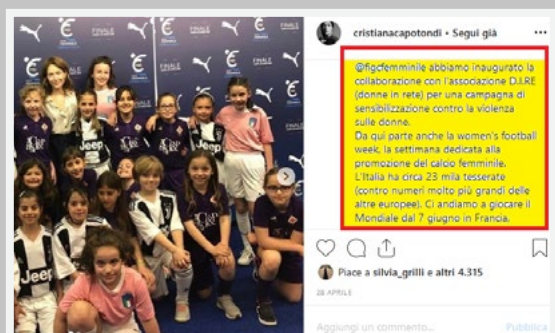 cristianacapotondi • Segui già
@figcfemminile abbiamo inaugurato la
collaborazione con l'associazione D.I.RE
(donne in rete) per una campagna di
sensibilizzazione contro la violenza
sulle donne.
Da qui parte anche la women's football
week, la settimana dedicata alla
promozione del calcio femminile.
L'Italia ha circa 23 mila tesserate
(contro numeri molto più grandi delle
altre europee). Ci andiamo a giocare il
Mondiale dal 7 giugno in Francia.
Piace a silvia_grilli e altri 4.315
28 APRILE
Aggiungi un commento...
Pubblica
FINALE
FINALE
Jeep
Jeep